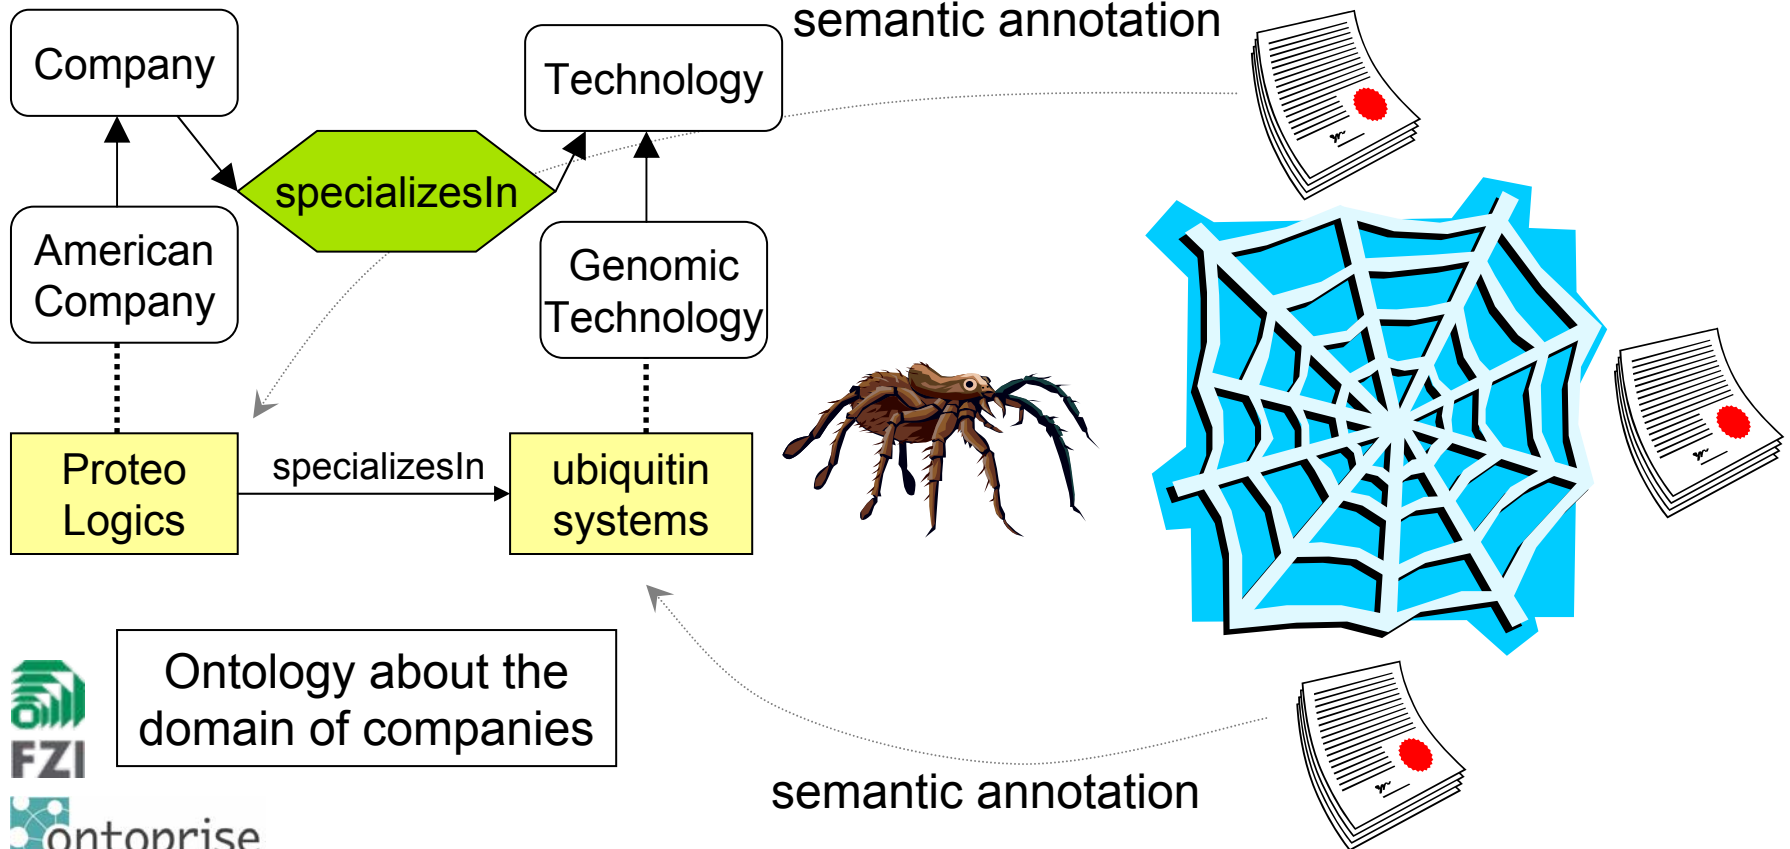 semantic annotation
Company
Technology
specializesIn
American
Company
Genomic
Technology
Proteo
Logics
specializesIn
ubiquitin
systems
Ontology about the
domain of companies
FZI
semantic annotation
ontoprise